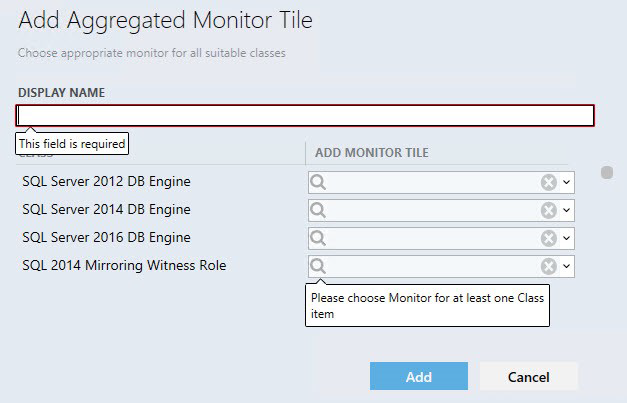 Add Aggregated Monitor Tile
Choose appropriate monitor for all suitable classes
DISPLAY NAME
This field is required
ADD MONITOR TILE
SQL Server 2012 DB Engine
SQL Server 2014 DB Engine
SQL Server 2016 DB Engine
SQL 2014 Mirroring Witness Role
Please choose Monitor for at least one Class
item
Add
Cancel